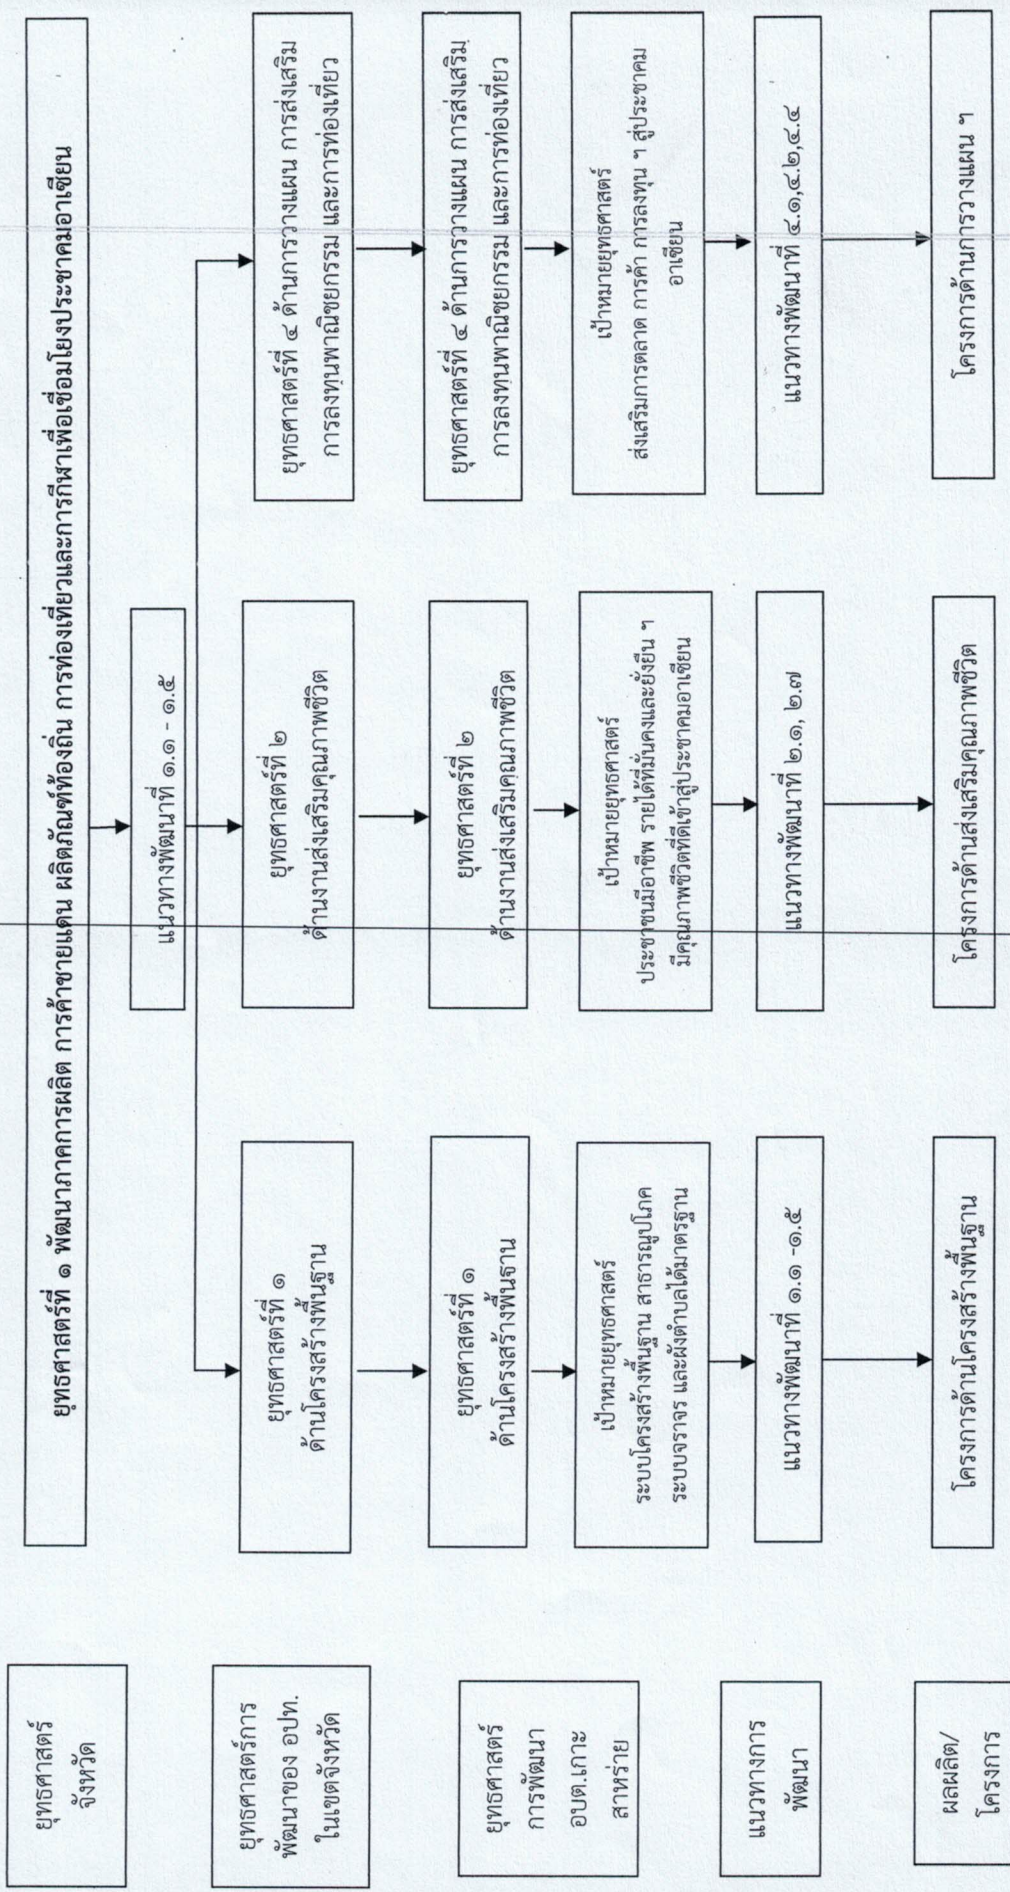 ยุทธศาสตร์
จังหวัด
ยุทธศาสตร์ที่ ๑ พัฒนาภาคการผลิต การค้าชายแดน ผลิตภัณฑ์ท้องถิ่น การท่องเที่ยวและการกีฬาเพื่อเชื่อมโยงประชาคมอาเซียน
แนวทางพัฒนาที่ ๑.๑ - ๑.๕
ยุทธศาสตร์การ
พัฒนาของ อปท.
ในเขตจังหวัด
ยุทธศาสตร์ที่ ๑
ด้านโครงสร้างพื้นฐาน
ยุทธศาสตร์ที่ ๒
ด้านงานส่งเสริมคุณภาพชีวิต
ยุทธศาสตร์ที่ ๔ ด้านการวางแผน การส่งเสริม
การลงทุนพาณิชยกรรม และการท่องเที่ยว
ยุทธศาสตร์
การพัฒนา
อบต.เกาะ
สาหร่าย
ยุทธศาสตร์ที่ ๑
ด้านโครงสร้างพื้นฐาน
ยุทธศาสตร์ที่ ๒
ด้านงานส่งเสริมคุณภาพชีวิต
ยุทธศาสตร์ที่ ๔ ด้านการวางแผน การส่งเสริม
การลงทุนพาณิชยกรรม และการท่องเที่ยว
เป้าหมายยุทธศาสตร์
ระบบโครงสร้างพื้นฐาน สาธารณูปโภค
ระบบจราจร และผังตำบลได้มาตรฐาน
เป้าหมายยุทธศาสตร์
ประชาชนมีอาชีพ รายได้ที่มั่นคงและยั่งยืน ฯ
มีคุณภาพชีวิตที่ดีเข้าสู่ประชาคมอาเซียน
เป้าหมายยุทธศาสตร์
ส่งเสริมการตลาด การค้า การลงทุน ฯ สู่ประชาคม
อาเซียน
แนวทางการ
พัฒนา
แนวทางพัฒนาที่ ๑.๑ -๑.๕
แนวทางพัฒนาที่ ๒.๑, ๒.๗
แนวทางพัฒนาที่ ๔.๑,๔.๒,๔.๔
ผลผลิต/
โครงการ
โครงการด้านโครงสร้างพื้นฐาน
โครงการด้านส่งเสริมคุณภาพชีวิต
โครงการด้านการวางแผน ฯ